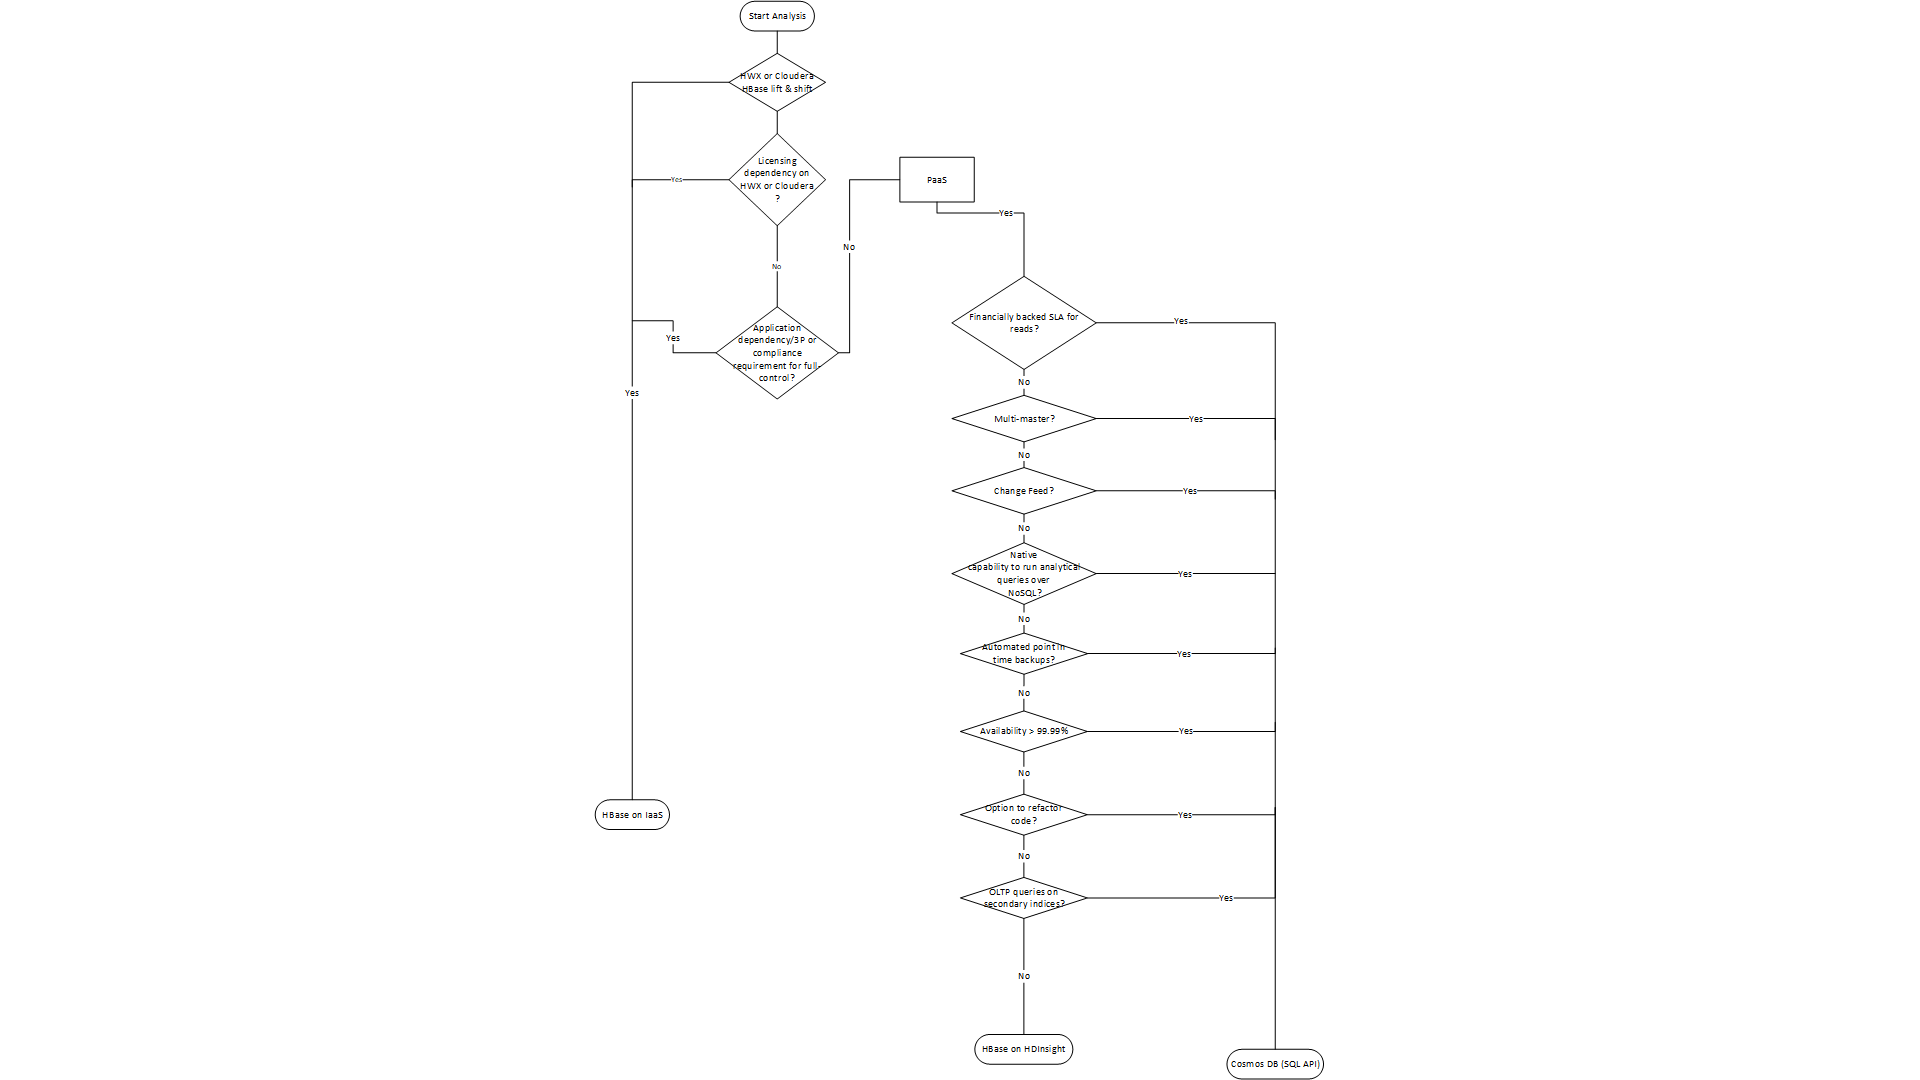 Start Analysis
HWX or Cloudera
HBase lift & shift
Licensing
dependency on
HWX or Cloudera
?
Yes
No
Application
dependency/3P or
compliance
requirement for full-
control?
Yes
No
Yes
HBase on IaaS
PaaS
Yes
Financially backed SLA for
reads?
Yes
No
Multi-master?
Yes
No
Change Feed?
Yes
No
Native
capability to run analytical
queries over
NoSQL?
Yes
No
Automated point in
time backups?
Yes
No
Availability > 99.99%
Yes
No
Option to refactor
code?
Yes
No
OLTP queries on
secondary indices?
Yes
No
HBase on HDInsight
Cosmos DB (SQL API)